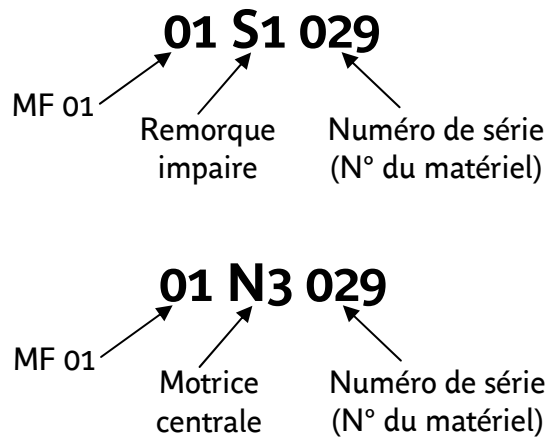 01 S1 029
MF 01
Remorque
impaire
Numéro de série
(N° du matériel)
01 N3 029
MF 01
Motrice
centrale
Numéro de série
(N° du matériel)